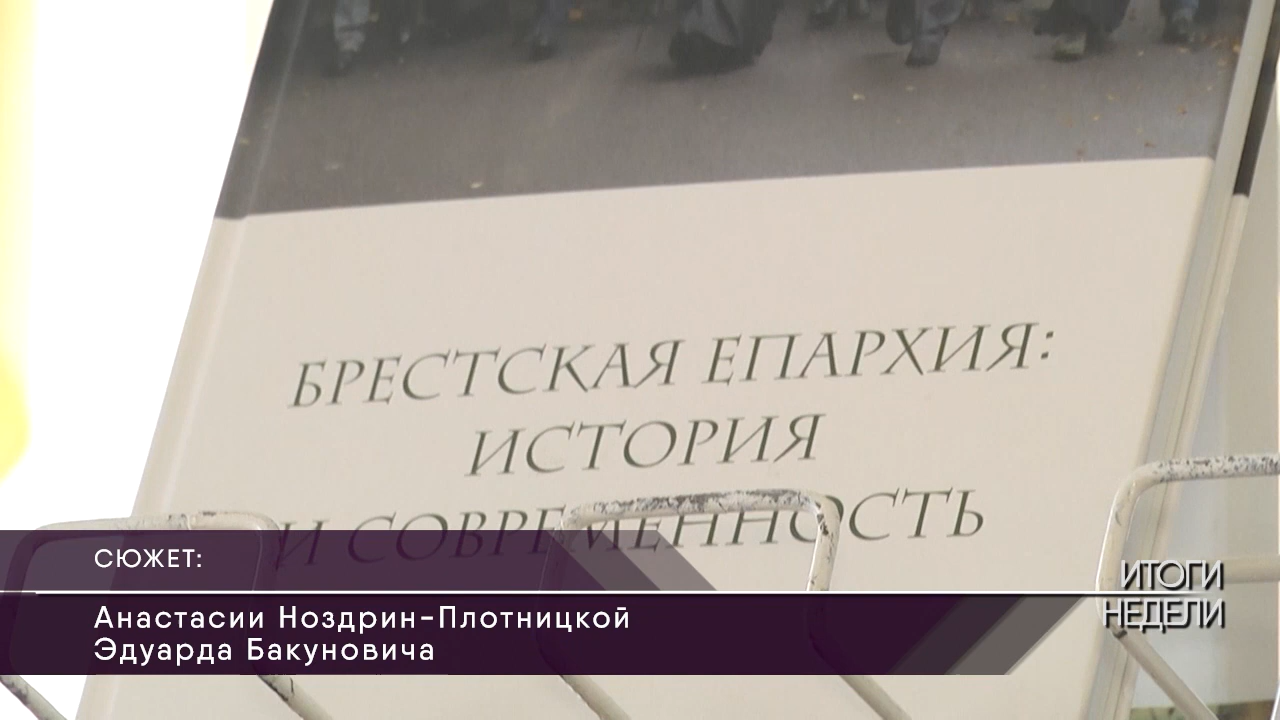 БРЕСТСКАЯ ЕПАРХИЯ:
ИСТОРИЯ
И СОВРЕМЕННОСТЬ
СЮЖЕТ:
Анастасии Ноздрин-Плотницкой
Эдуарда Бакуновича
ИТОГИ
НЕДЕЛИ